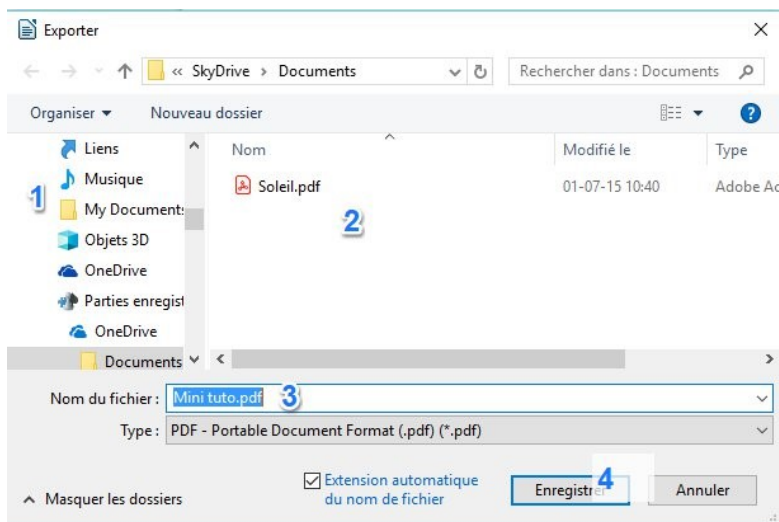 Exporter
« SkyDrive > Documents
Rechercher dans : Documents
Organiser
Nouveau dossier
Nom
Modifié le
Type
Liens
Musique
1
My Document
Objets 3D
OneDrive
Parties enregist
OneDrive
Documents
Soleil.pdf
01-07-15 10:40
Adobe Ac
2
Nom du fichier : Mini tuto.pdf
3
Type : PDF - Portable Document Format (.pdf) (*.pdf)
Extension automatique
du nom de fichier
Masquer les dossiers
Enregistrer
4
Annuler